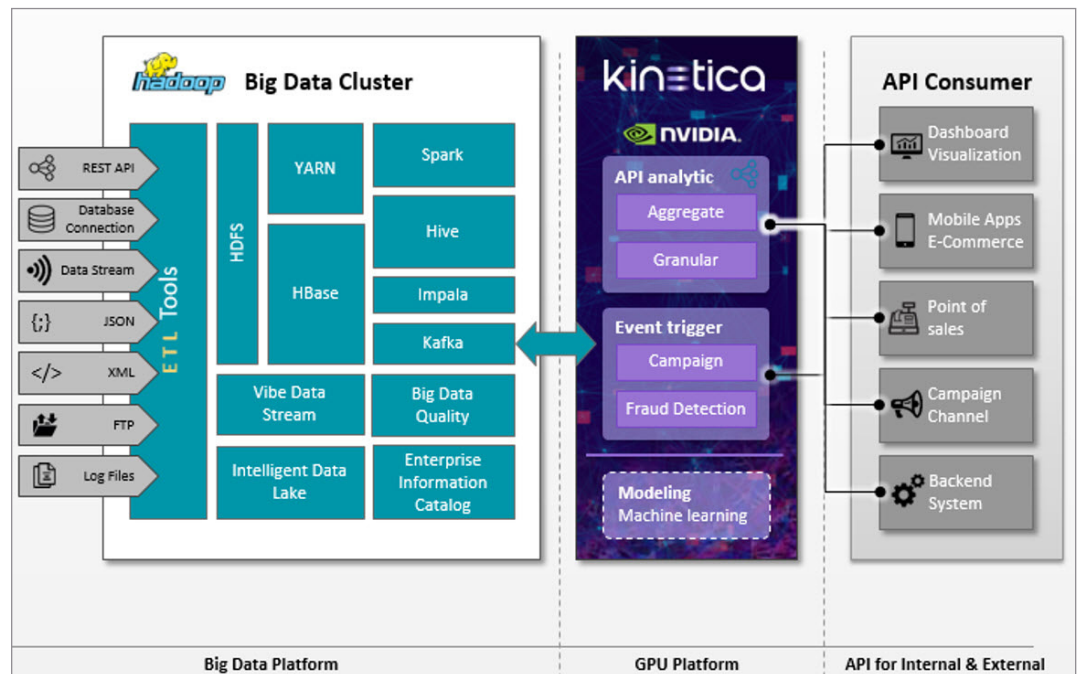 hadoop
Big Data Cluster
REST API
Database
Connection
Data Stream
{;}
JSON
</>
XML
FTP
Log Files
ETL Tools
HDFS
YARN
HBase
Spark
Hive
Impala
Kafka
Vibe Data
Stream
Big Data
Quality
Intelligent Data
Lake
Enterprise
Information
Catalog
kinetica
NVIDIA.
API analytic
Aggregate
Granular
Event trigger
Campaign
Fraud Detection
Modeling
Machine learning
API Consumer
Dashboard
Visualization
Mobile Apps
E-Commerce
Point of
sales
Campaign
Channel
Backend
System
Big Data Platform
GPU Platform
API for Internal & External